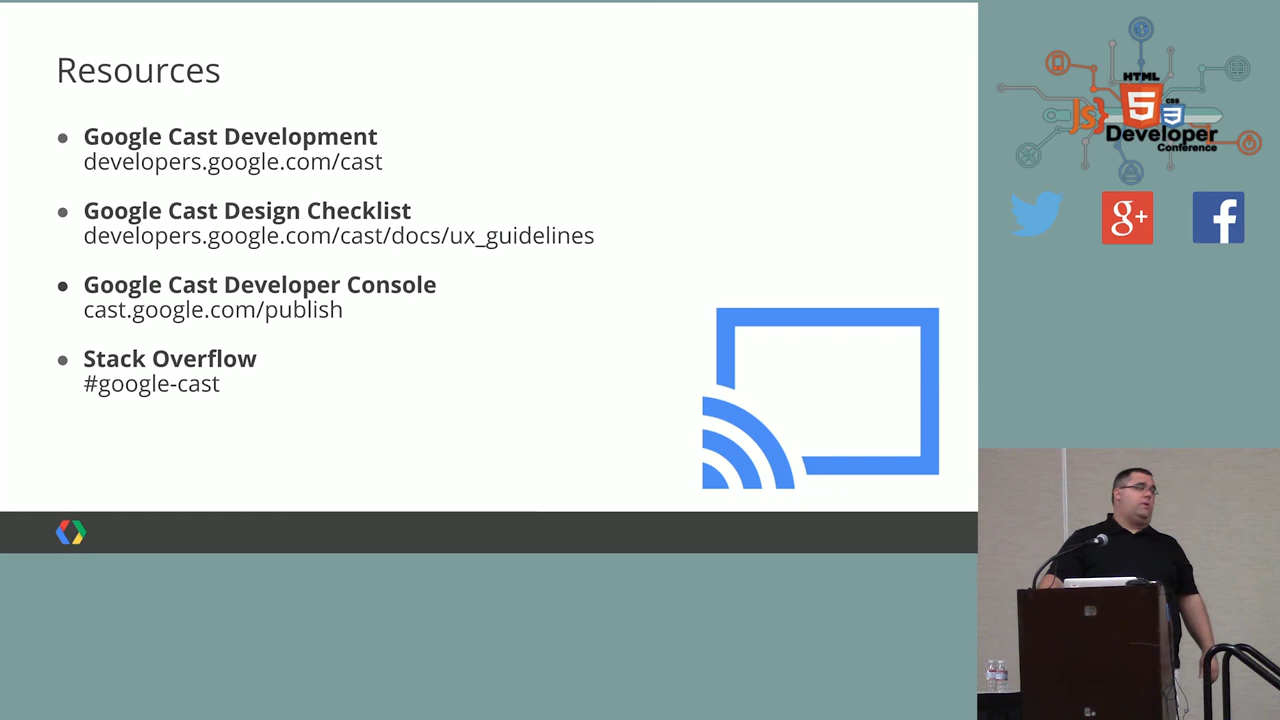 Resources
Google Cast Development
developers.google.com/cast
Google Cast Design Checklist
developers.google.com/cast/docs/ux_guidelines
Google Cast Developer Console
cast.google.com/publish
Stack Overflow
#google-cast
HTML
5
CSS
3
JS}
Developer
Conference
g+
f